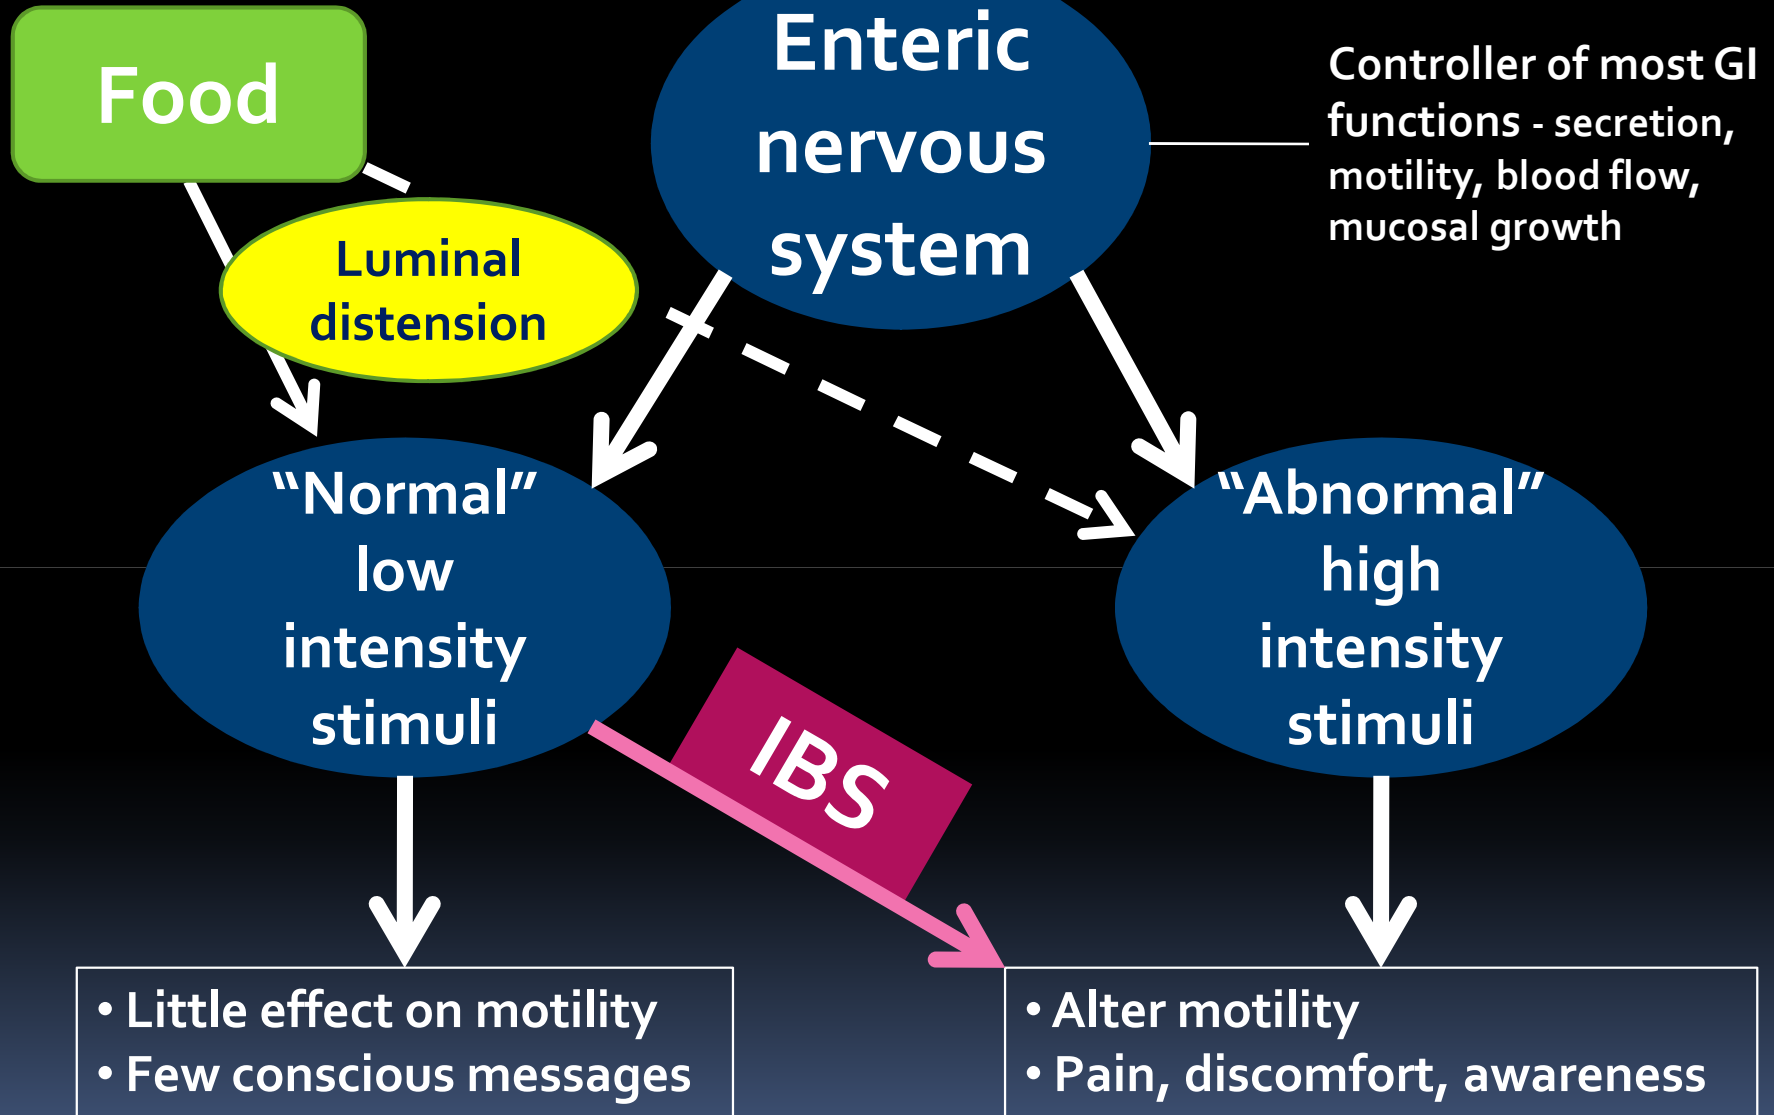 Food
Enteric
nervous
system
Controller of most GI
functions - secretion,
motility, blood flow,
mucosal growth
Luminal
distension
“Normal”
low
intensity
stimuli
“Abnormal”
high
intensity
stimuli
IBS
• Little effect on motility
• Few conscious messages
• Alter motility
• Pain, discomfort, awareness